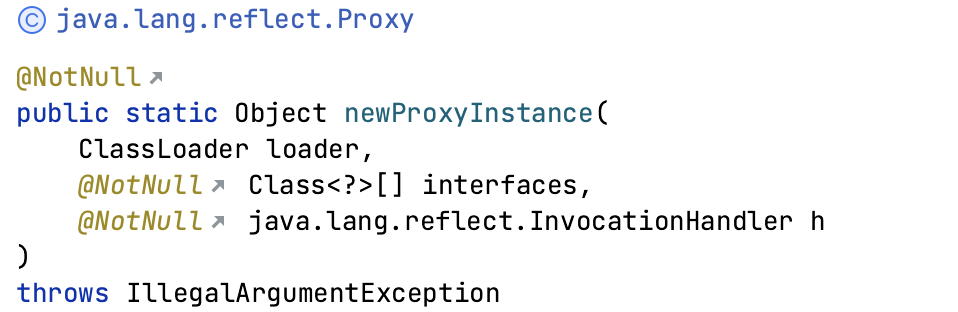 © java.lang.reflect.Proxy
@NotNull ↗
public static Object newProxyInstance(
    ClassLoader loader,
    @NotNull ↗ Class<?>[] interfaces,
    @NotNull ↗ java.lang.reflect.InvocationHandler h
)
throws IllegalArgumentException